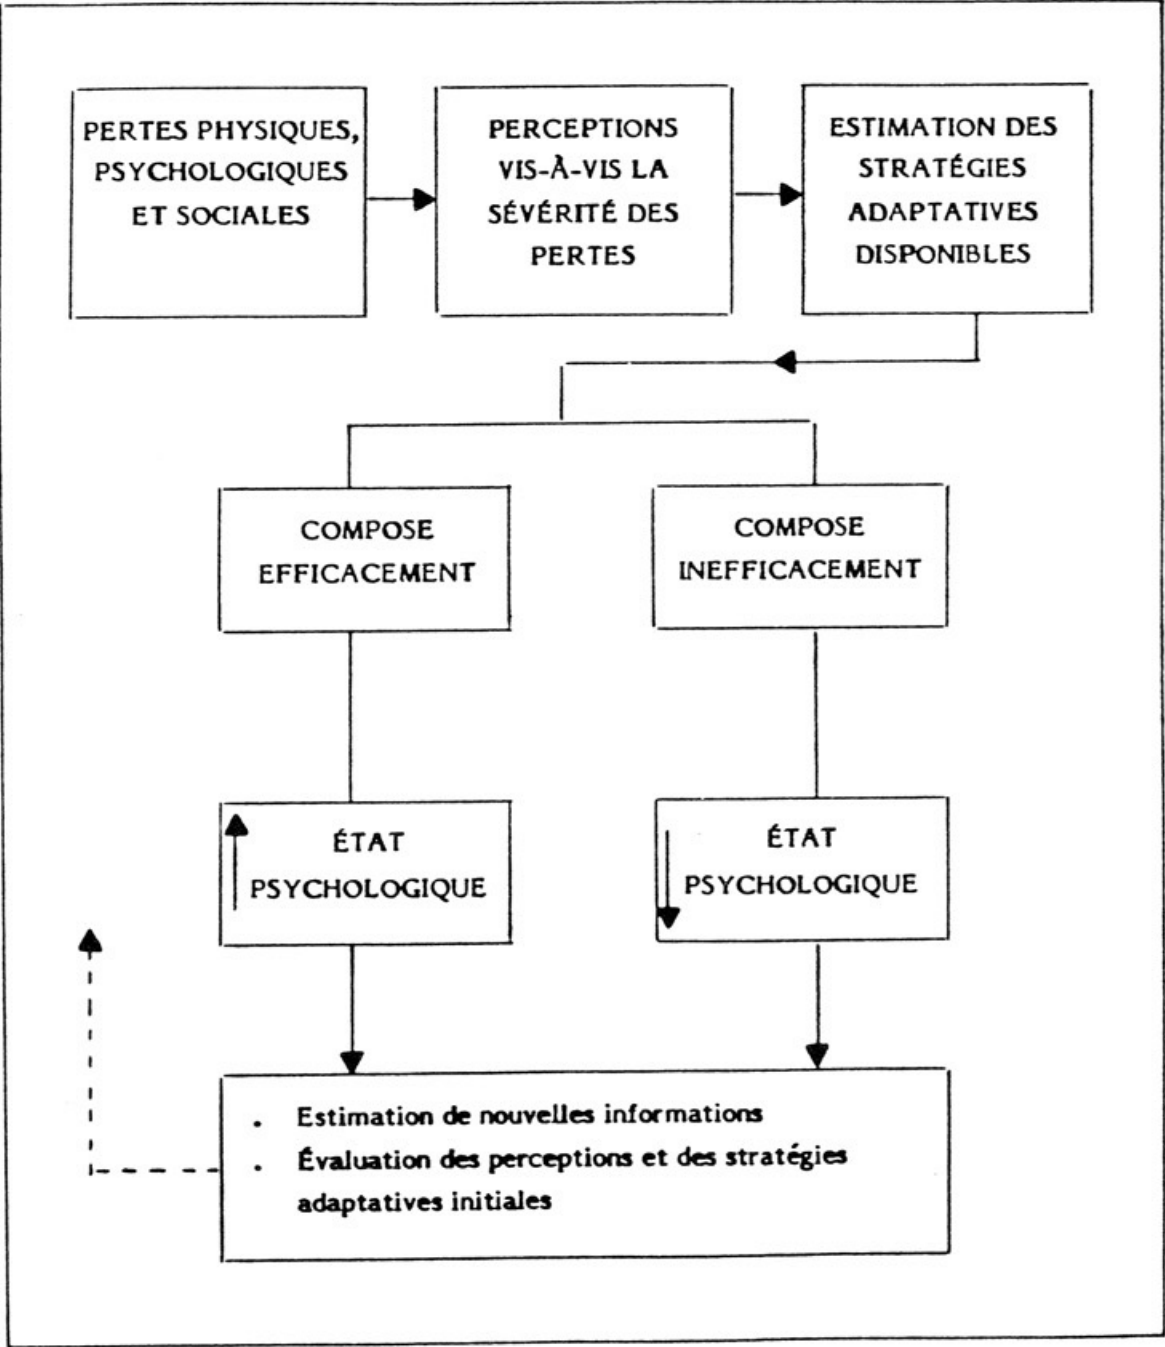 PERTES PHYSIQUES,
PSYCHOLOGIQUES
ET SOCIALES
PERCEPTIONS
VIS-À-VIS LA
SÉVÉRITÉ DES
PERTES
ESTIMATION DES
STRATÉGIES
ADAPTATIVES
DISPONIBLES
COMPOSE
EFFICACEMENT
COMPOSE
INEFFICACEMENT
ÉTAT
PSYCHOLOGIQUE
ÉTAT
PSYCHOLOGIQUE
. Estimation de nouvelles informations
. Évaluation des perceptions et des stratégies
adaptatives initiales